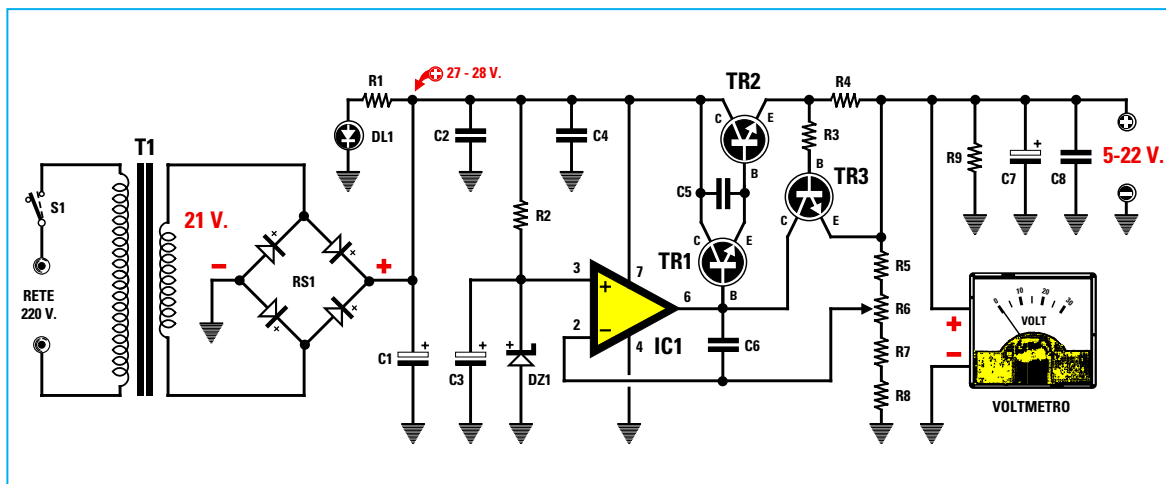 R1
27 - 28 V.
TR2
R4
C
E
DL1
C2
C4
B
R3
T1
B
TR3
R9
C7
+
C8
5-22 V.
S1
21 V.
R2
C5
C
E
C
E
TR1
RETE
220 V.
-
RS1
+
3
+
7
6
B
R5
2
-
4
IC1
R6
0
10
20
30
VOLT
+
-
C1
+
C3
+
DZ1
C6
R7
R8
VOLTMETRO